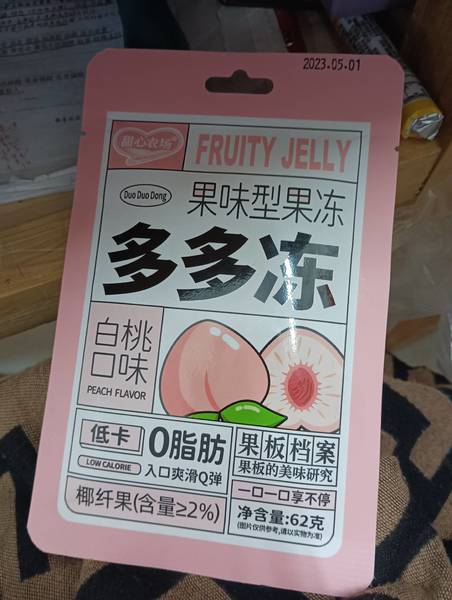 2023.05.01
甜心农场
FRUITY JELLY
Duo Duo Dong
果味型果冻
多多冻
白桃
口味
PEACH FLAVOR
低卡
LOW CALORIE
0脂肪
入口爽滑Q弹
果板档案
果板的美味研究
一口一口享不停
椰纤果(含量≥2%)
净含量:62克
(图片仅供参考,请以实物为准)